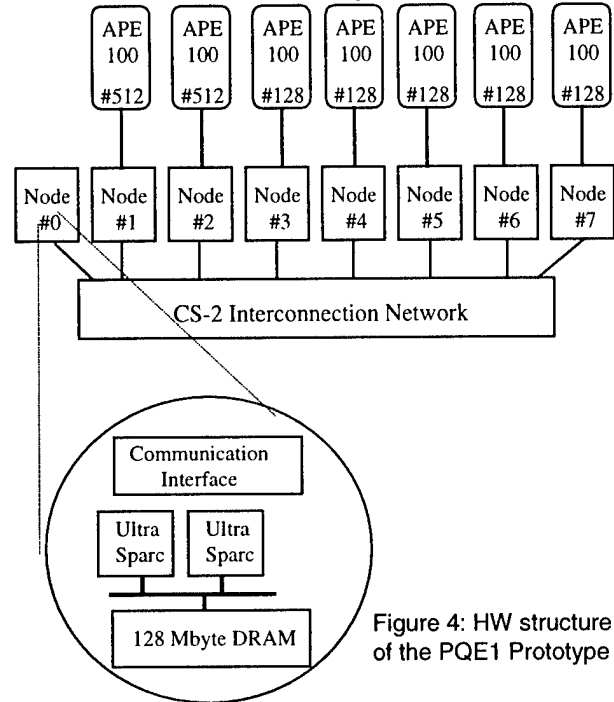 APE APE APE APE APE APE APE
100 100 100 100 100 100 100
#512 #512 #128 #128 #128 #128 #128
Node Node Node Node Node Node Node Node
#0 #1 #2 #3 #4 #5 #6 #7
CS-2 Interconnection Network
Communication
Interface
Ultra Ultra
Sparc Sparc
128 Mbyte DRAM
Figure 4: HW structure
of the PQE1 Prototype